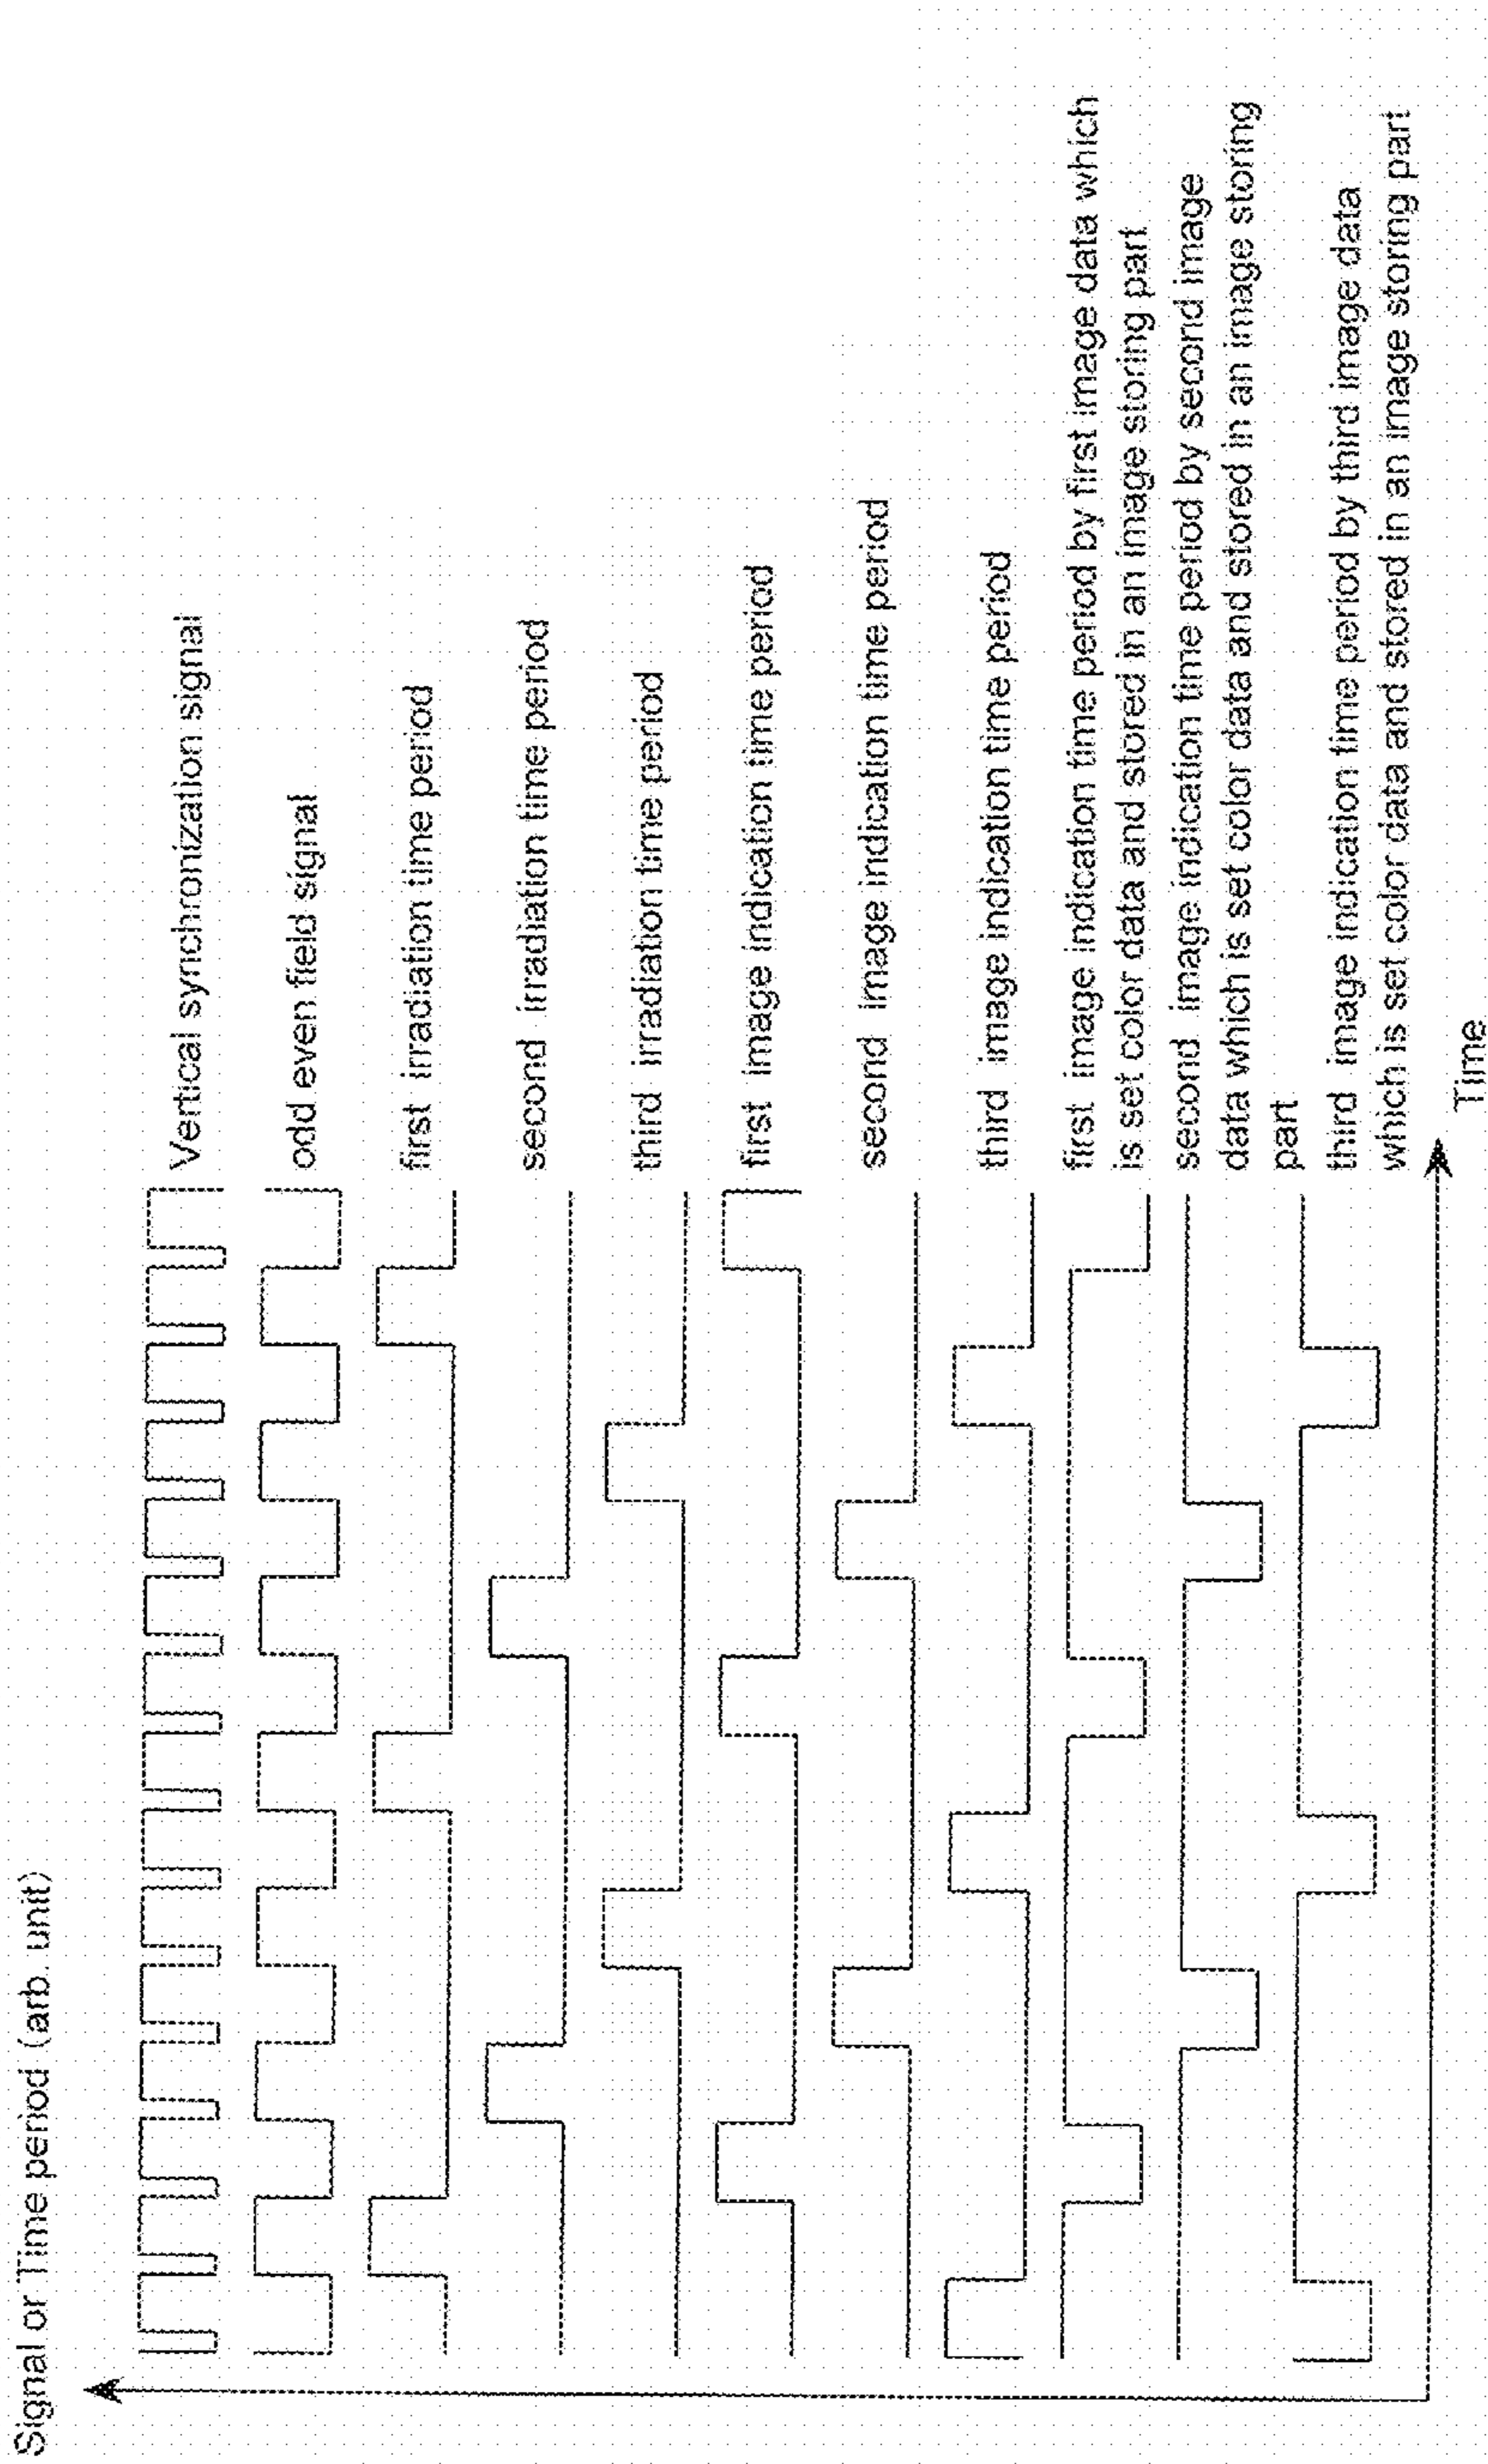 Signal or Time period (arb. unit)
Vertical synchronization signal
odd even field signal
first irradiation time period
second irradiation time period
third irradiation time period
first image indication time period
second image indication time period
third image indication time period
first image indication time period by first image data which
is set color data and stored in an image storing part
second image indication time period by second image
data which is set color data and stored in an image storing
part
third image indication time period by third image data
which is set color data and stored in an image storing part
Time